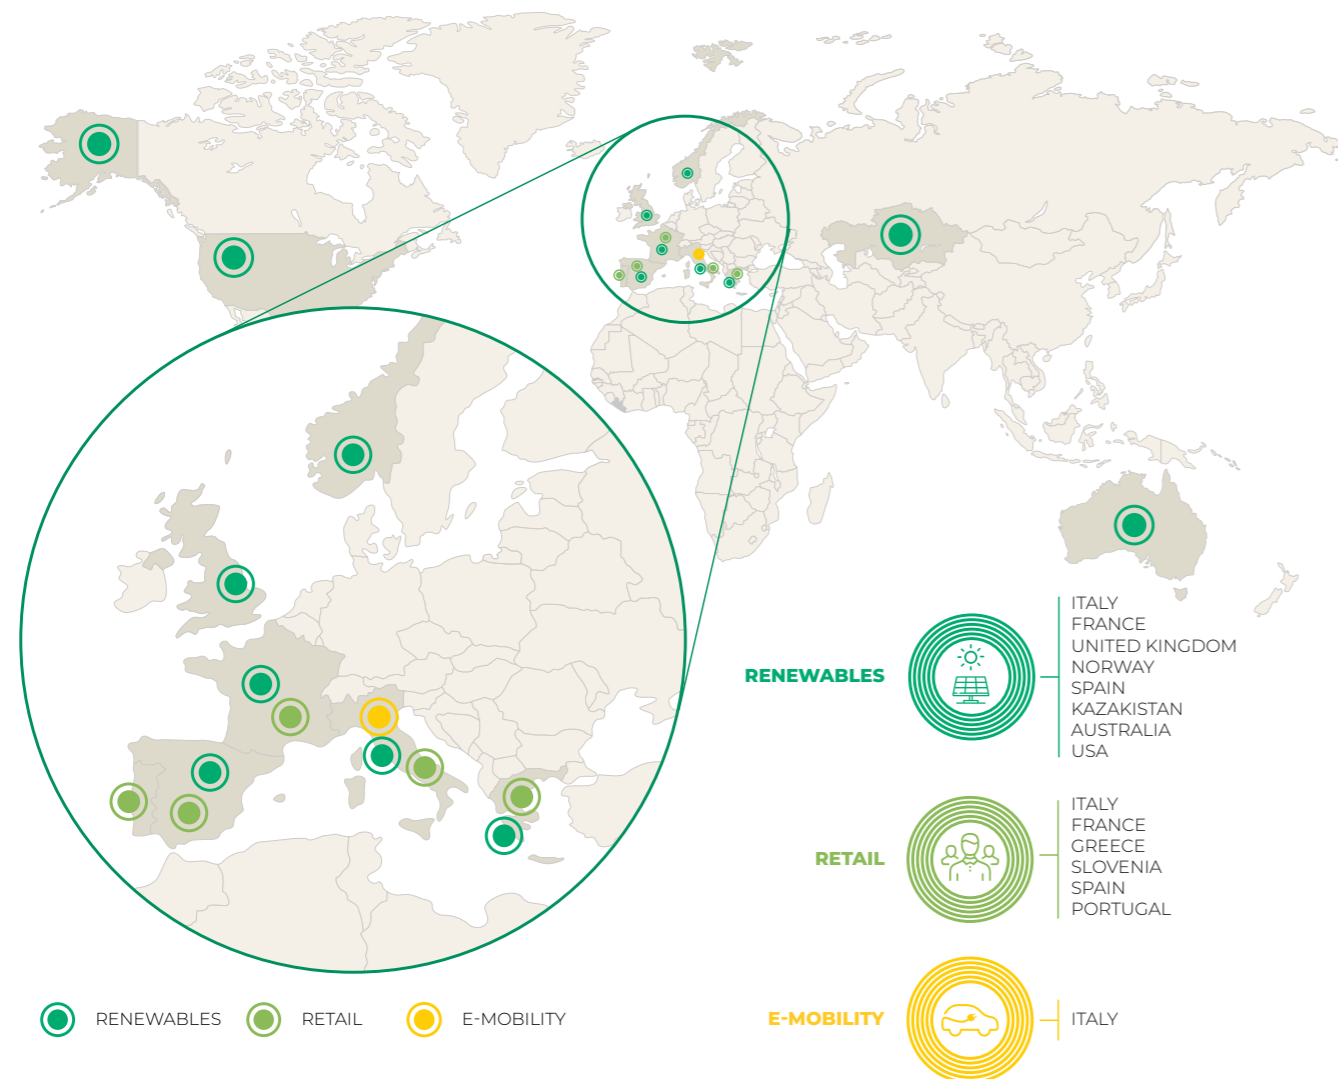 RENEWABLES
ITALY
FRANCE
UNITED KINGDOM
NORWAY
SPAIN
KAZAKISTAN
AUSTRALIA
USA
RETAIL
ITALY
FRANCE
GREECE
SLOVENIA
SPAIN
PORTUGAL
E-MOBILITY
ITALY
RENEWABLES
RETAIL
E-MOBILITY